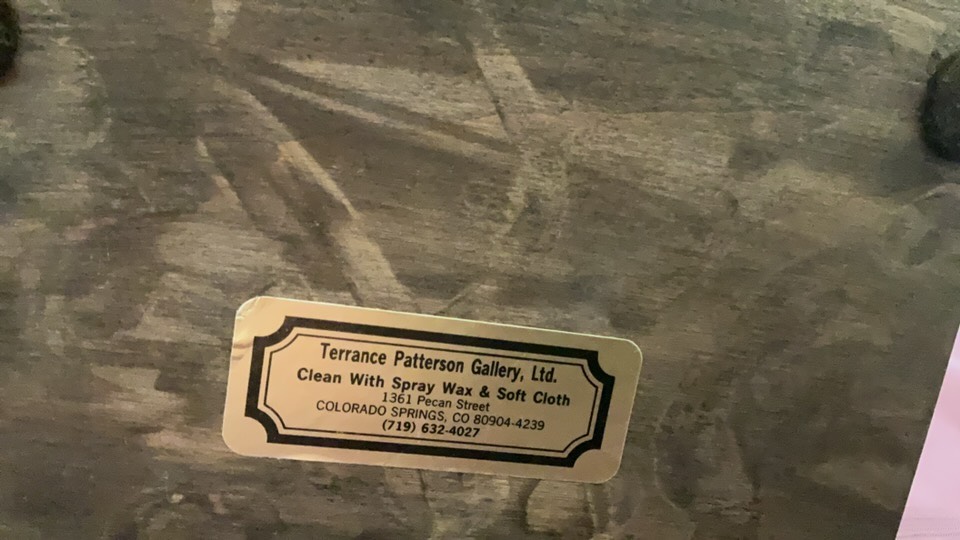 Terrance Patterson Gallery, Ltd.
Clean With Spray Wax & Soft Cloth
1361 Pecan Street
COLORADO SPRINGS, CO 80904-4239
(719) 632-4027